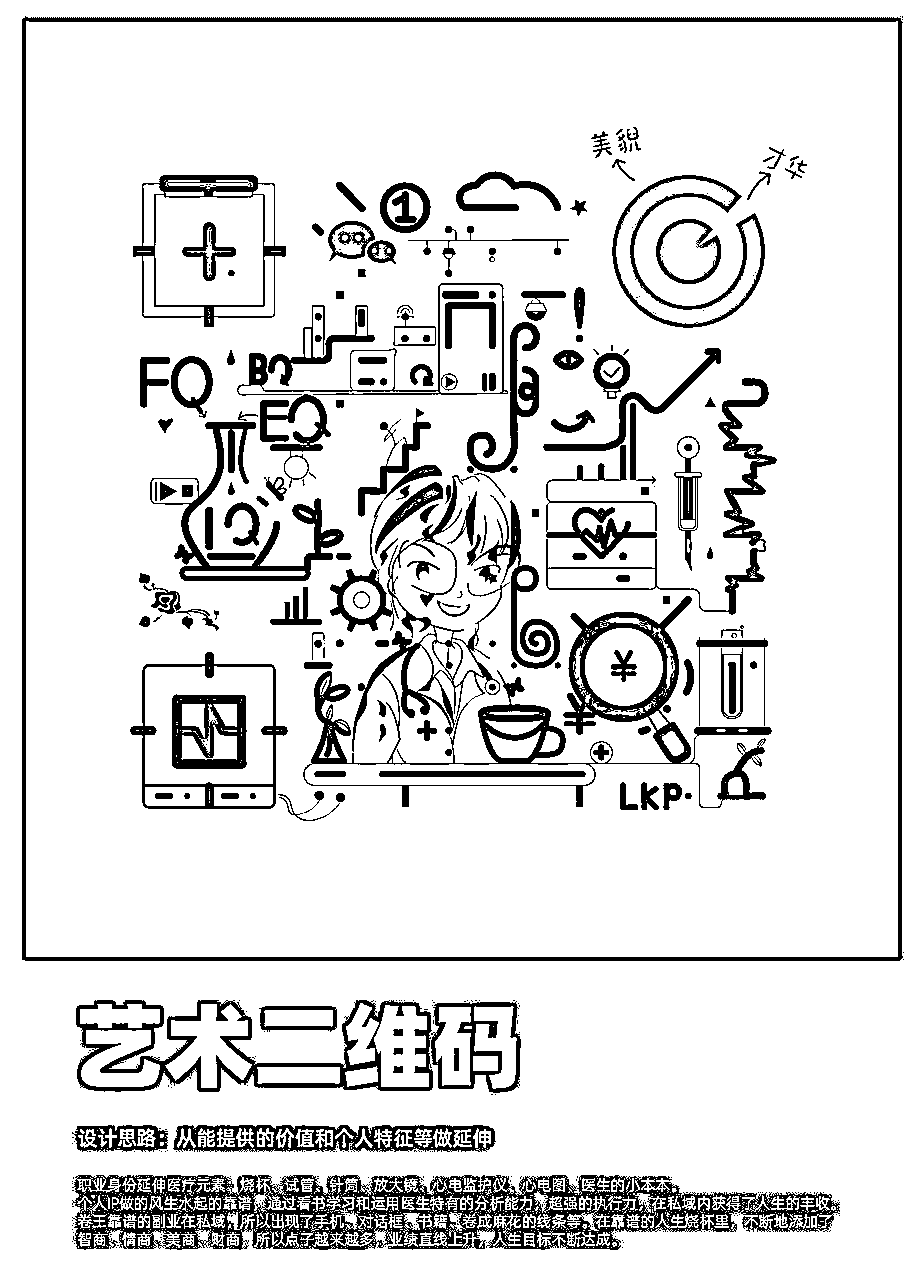 美貌
才华
1
FQ
B
EQ
IQ
¥
¥
LKP
艺术二维码
设计思路：从能提供的价值和个人特征等做延伸
职业身份延伸医疗元素，烧杯、试管、针筒、放大镜、心电监护仪、心电图、医生的小本本。
个人IP做的风生水起的靠谱，通过看书学习和运用医生特有的分析能力，超强的执行力，在私域内获得了人生的丰收。
卷王靠谱的副业在私域，所以出现了手机、对话框、书籍、卷成麻花的线条等，在靠谱的人生烧杯里，不断地添加了
智商、情商、美商、财商，所以点子越来越多，业绩直线上升，人生目标不断达成。